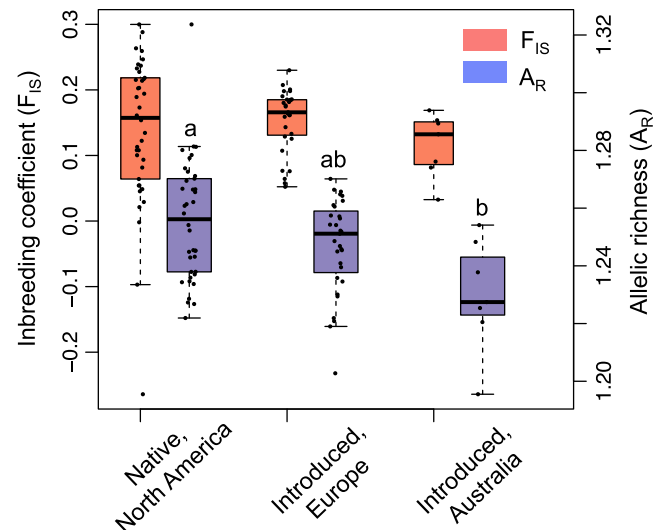 Inbreeding coefficient (FIS)
0.3
0.2
0.1
0.0
−0.1
−0.2
FIS
AR
a
ab
b
1.32
1.28
1.24
1.20
Allelic richness (AR)
Native,
North America
Introduced,
Europe
Introduced,
Australia